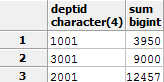 deptid sum
character(4) bigint
1 1001 3950
2 3001 9000
3 2001 12457